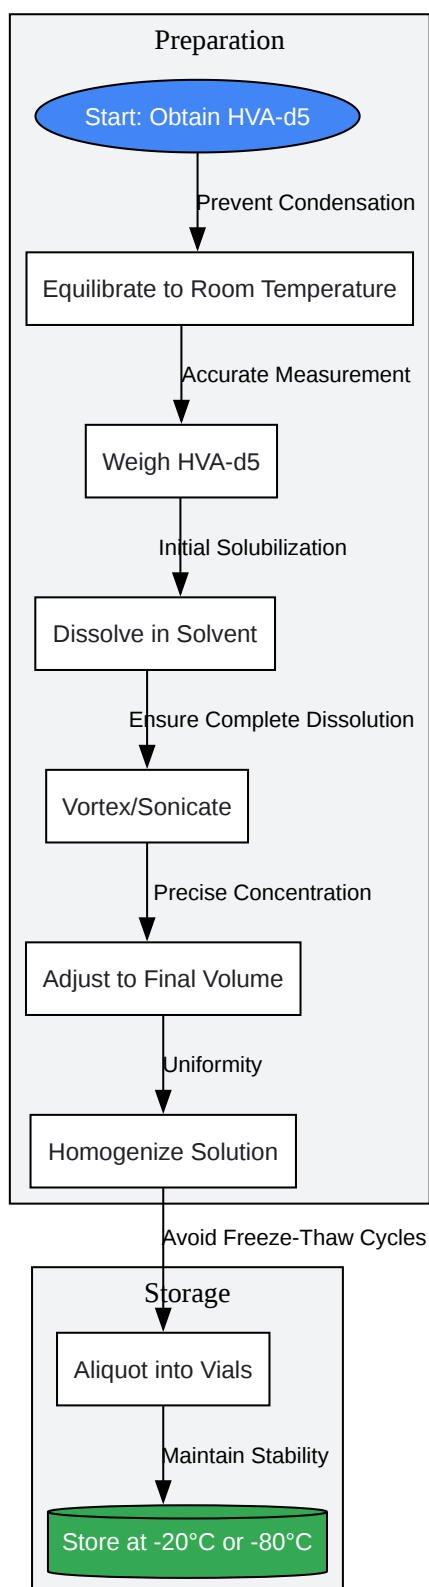 Preparation
Start: Obtain HVA-d5
Prevent Condensation
Equilibrate to Room Temperature
Accurate Measurement
Weigh HVA-d5
Initial Solubilization
Dissolve in Solvent
Ensure Complete Dissolution
Vortex/Sonicate
Precise Concentration
Adjust to Final Volume
Uniformity
Homogenize Solution
Avoid Freeze-Thaw Cycles
Storage
Aliquot into Vials
Maintain Stability
Store at -20°C or -80°C